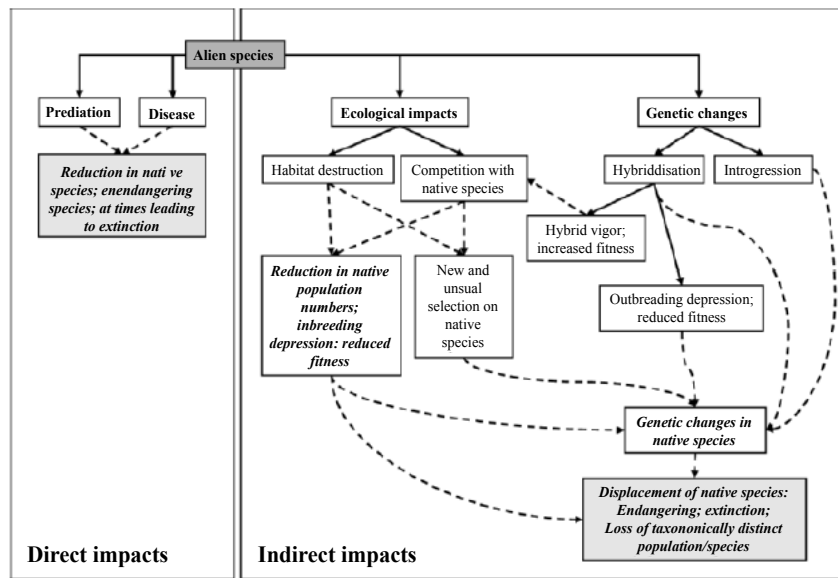 Alien species
Prediation
Disease
Reduction in nati ve
species; enendangering
species; at times leading
to extinction
Direct impacts
Ecological impacts
Genetic changes
Habitat destruction
Competition with
native species
Hybriddisation
Introgression
Hybrid vigor;
increased fitness
Reduction in native
population
numbers;
inbreeding
depression: reduced
fitness
New and
unsual
selection on
native
species
Outbreading depression;
reduced fitness
Genetic changes in
native species
Displacement of native species:
Endangering; extinction;
Loss of taxononically distinct
population/species
Indirect impacts